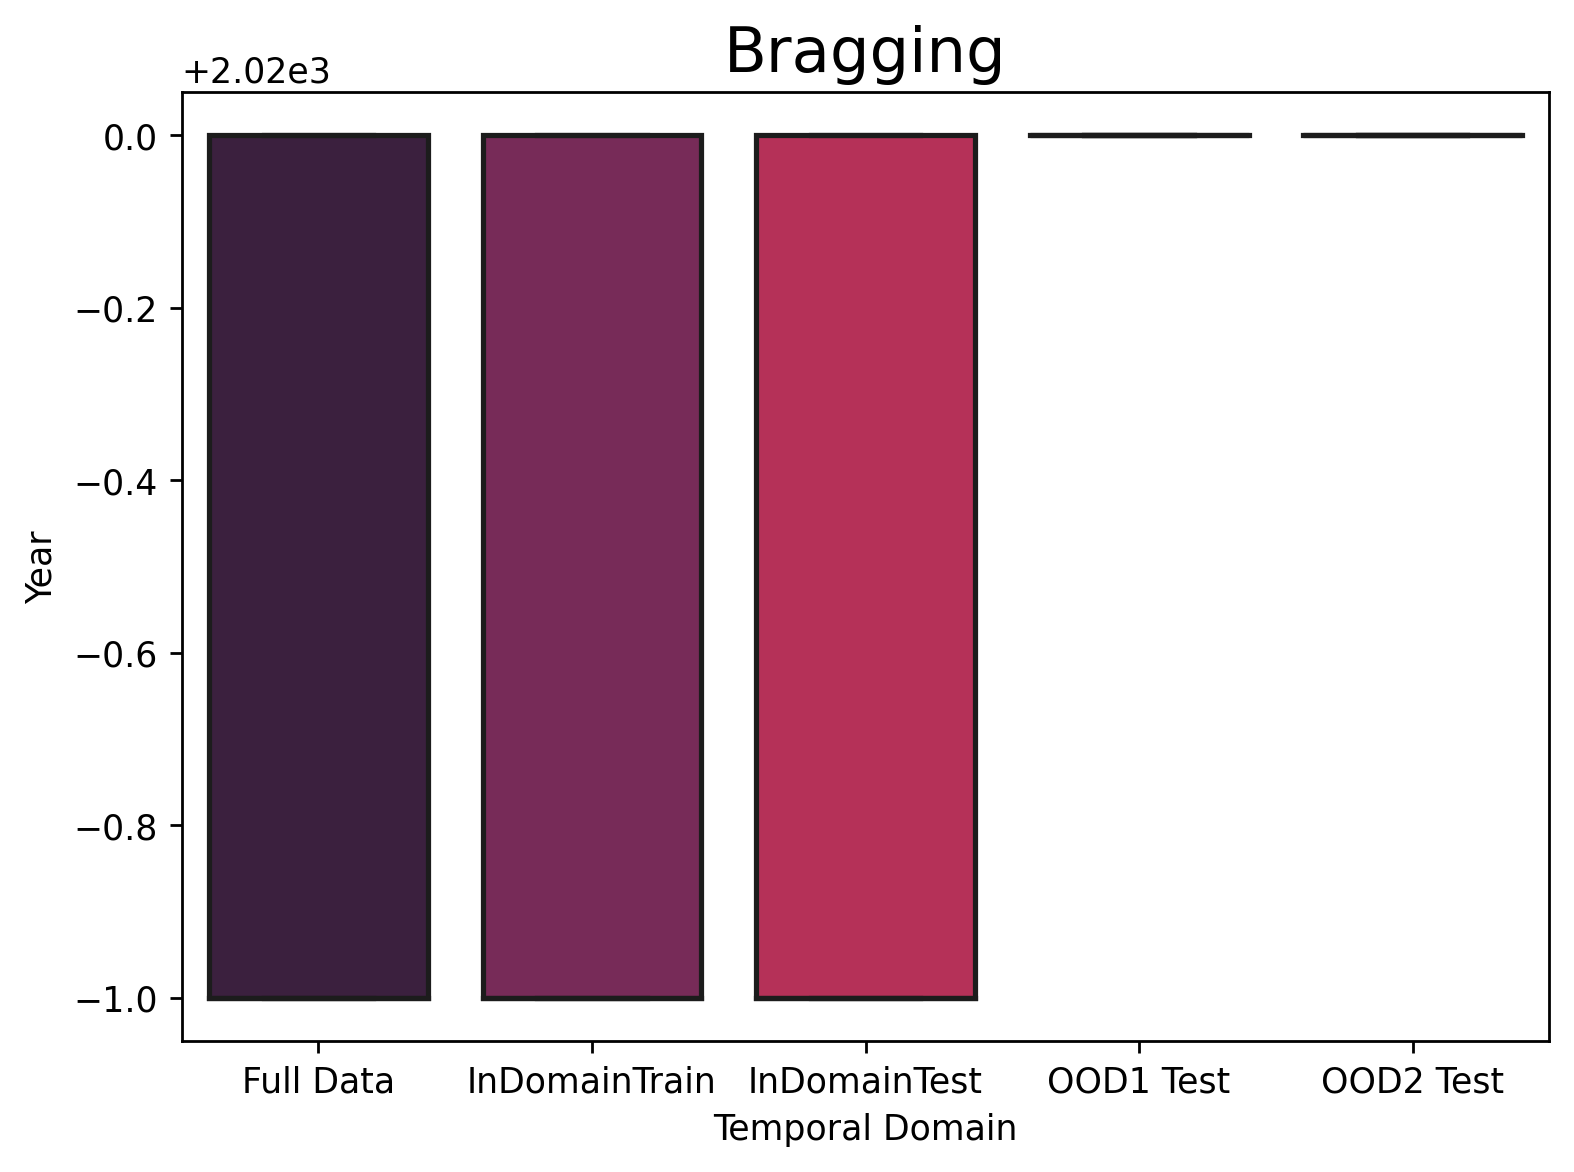 Bragging
+2.02e3
0.0
−0.2
−0.4
−0.6
−0.8
−1.0
Year
Full Data InDomainTrain InDomainTest OOD1 Test OOD2 Test
Temporal Domain